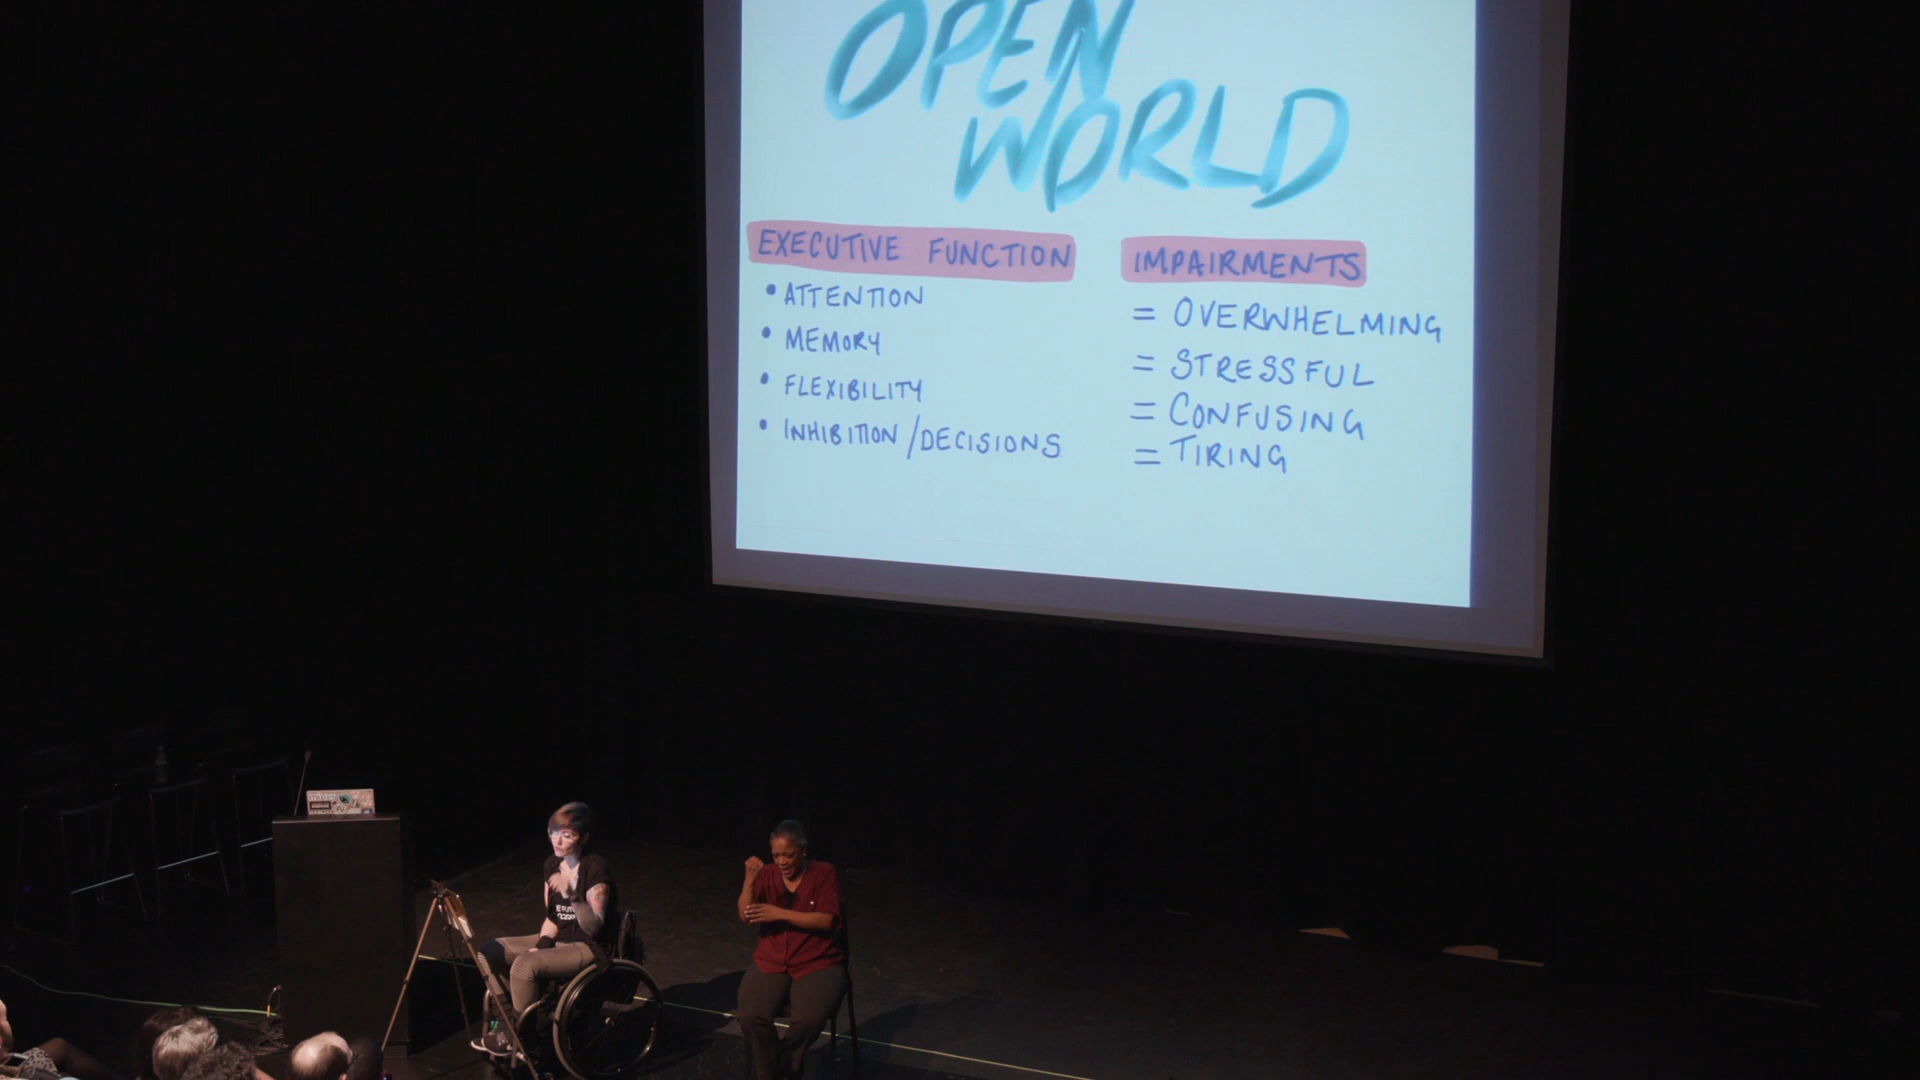 OPEN
WORLD
EXECUTIVE FUNCTION
• ATTENTION
• MEMORY
• FLEXIBILITY
• INHIBITION/DECISIONS
IMPAIRMENTS
= OVERWHELMING
= STRESSFUL
= CONFUSING
= TIRING